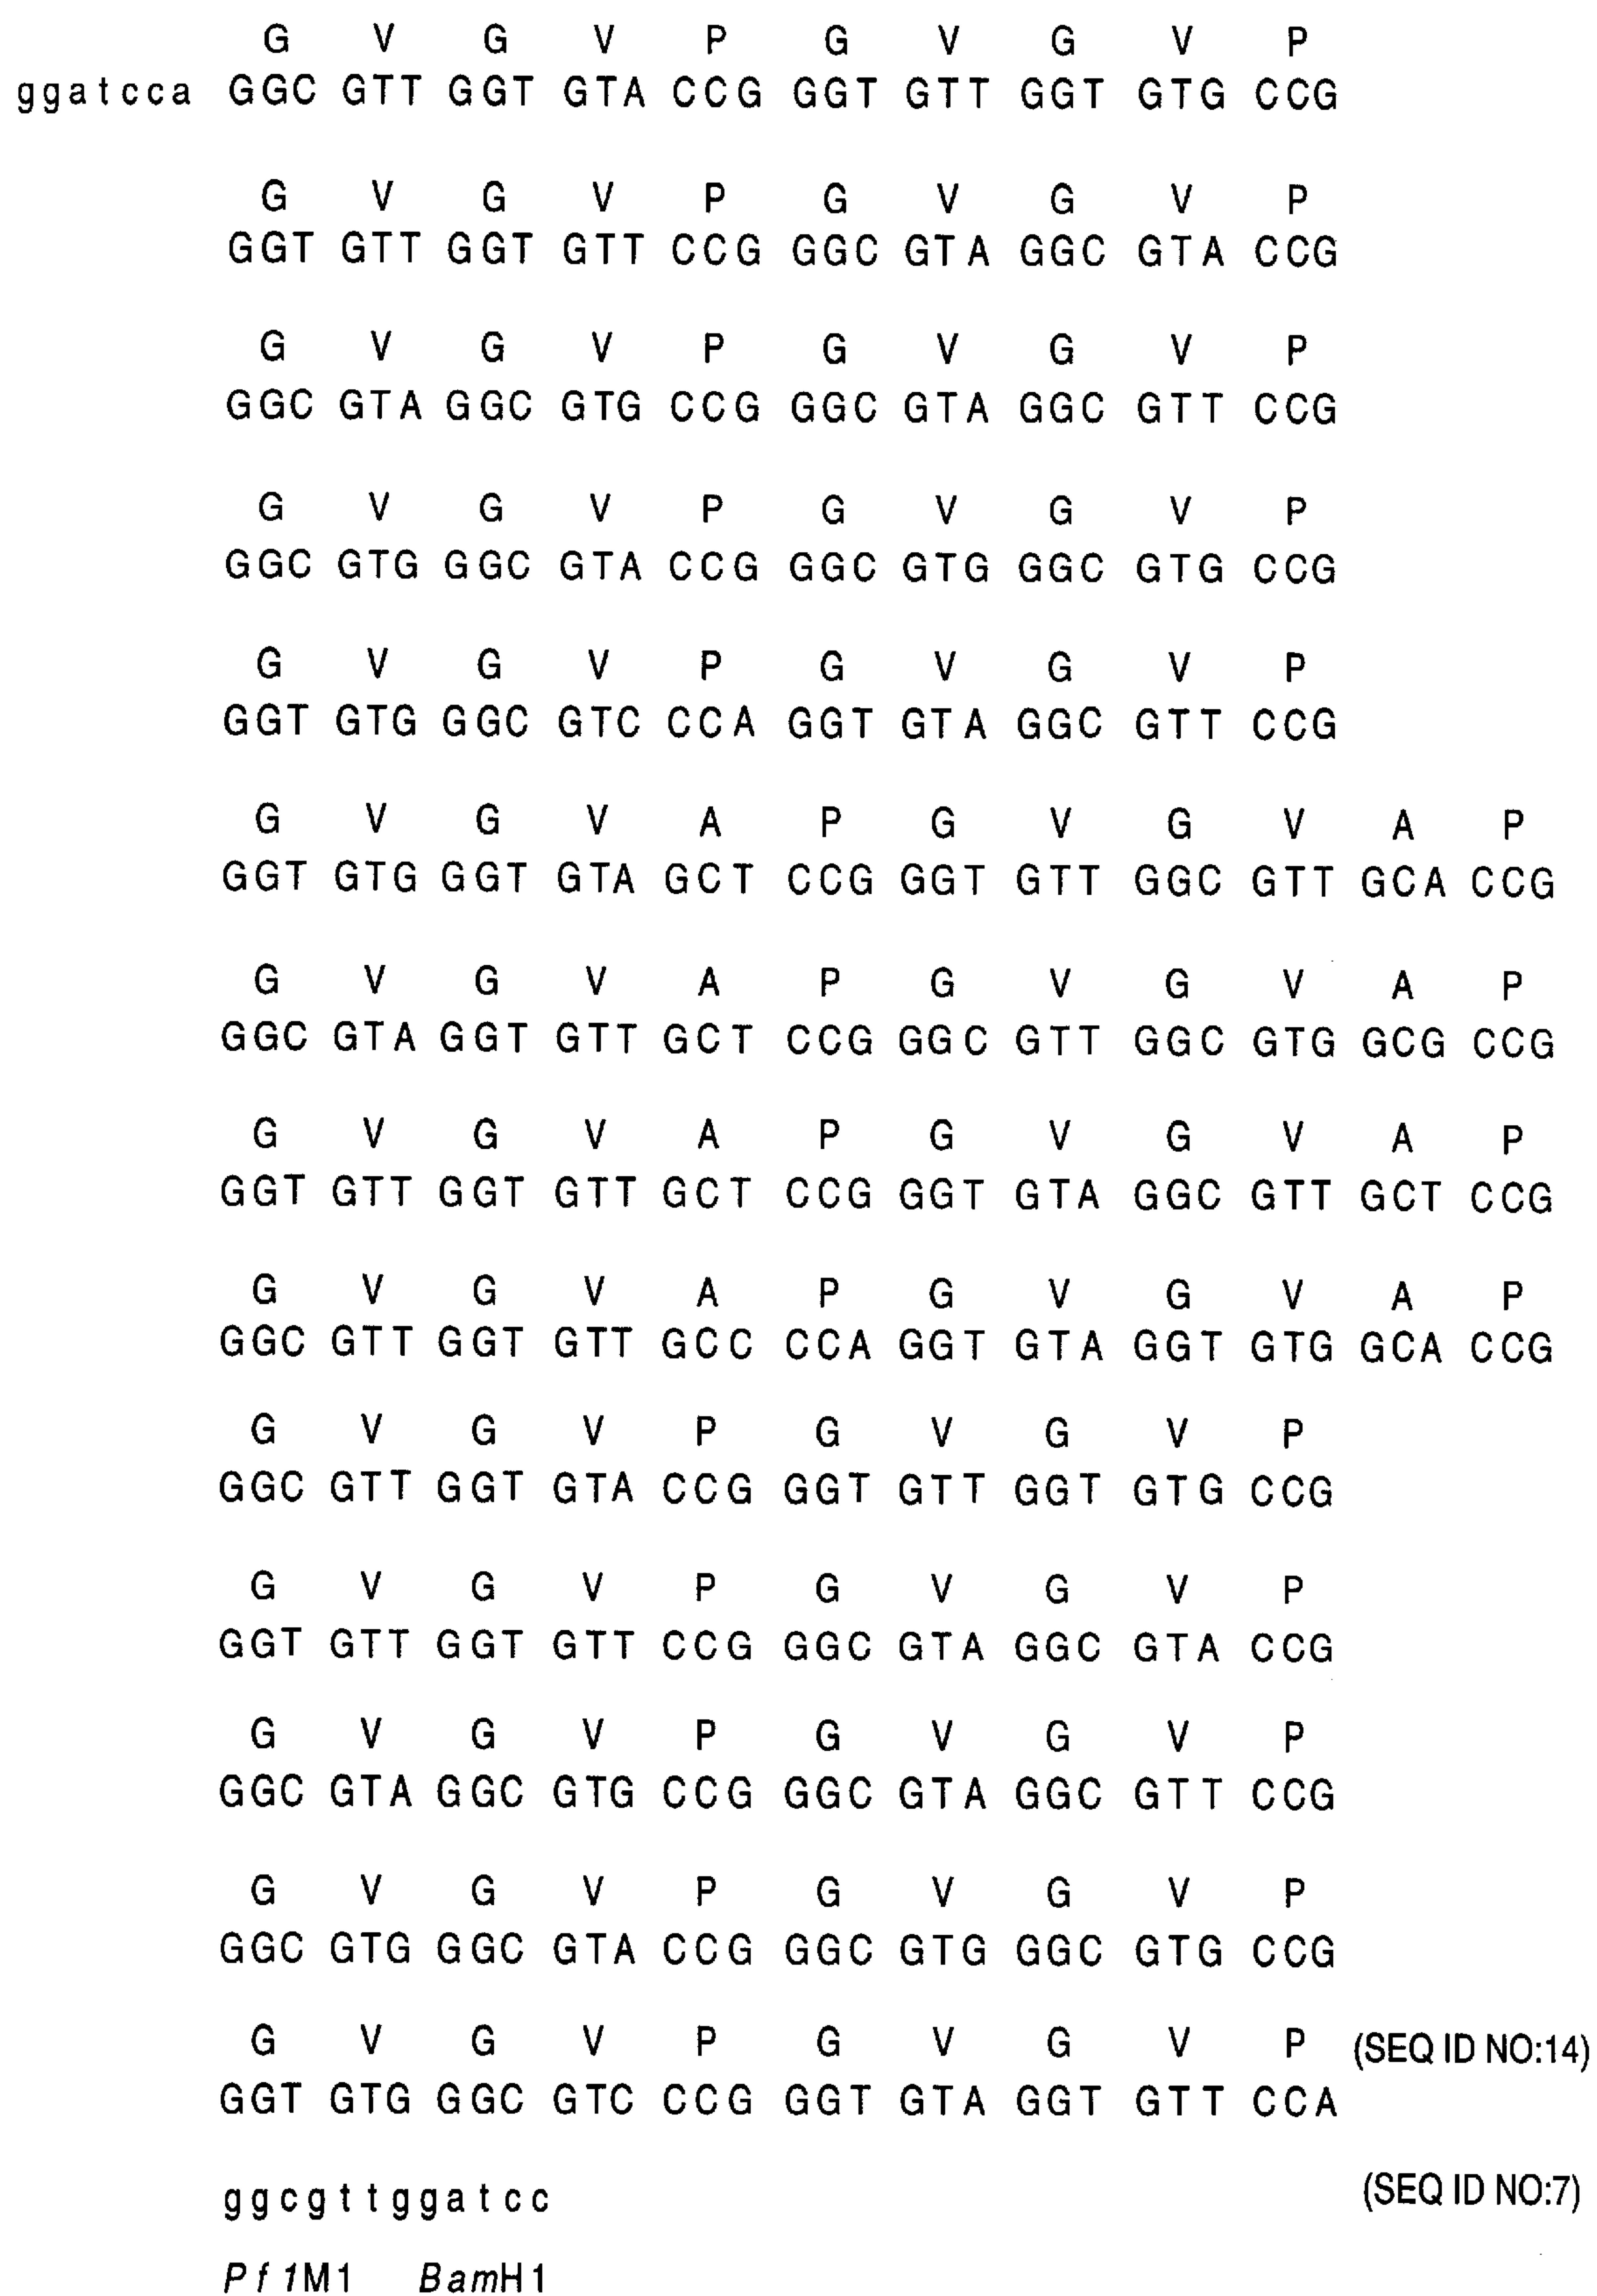 G V G V P G V G V P
ggatcca GGC GTT GGT GTA CCG GGT GTT GGT GTG CCG
G V G V P G V G V P
GGT GTT GGT GTT CCG GGC GTA GGC GTA CCG
G V G V P G V G V P
GGC GTA GGC GTG CCG GGC GTA GGC GTT CCG
G V G V P G V G V P
GGC GTG GGC GTA CCG GGC GTG GGC GTG CCG
G V G V P G V G V P
GGT GTG GGC GTC CCA GGT GTA GGC GTT CCG
G V G V A P G V G V A P
GGT GTG GGT GTA GCT CCG GGT GTT GGC GTT GCA CCG
G V G V A P G V G V A P
GGC GTA GGT GTT GCT CCG GGC GTT GGC GTG GCG CCG
G V G V A P G V G V A P
GGT GTT GGT GTT GCT CCG GGT GTA GGC GTT GCT CCG
G V G V A P G V G V A P
GGC GTT GGT GTT GCC CCA GGT GTA GGT GTG GCA CCG
G V G V P G V G V P
GGC GTT GGT GTA CCG GGT GTT GGT GTG CCG
G V G V P G V G V P
GGT GTT GGT GTT CCG GGC GTA GGC GTA CCG
G V G V P G V G V P
GGC GTA GGC GTG CCG GGC GTA GGC GTT CCG
G V G V P G V G V P
GGC GTG GGC GTA CCG GGC GTG GGC GTG CCG
G V G V P G V G V P (SEQ ID NO:14)
GGT GTG GGC GTC CCG GGT GTA GGT GTT CCA
ggcgttggatcc (SEQ ID NO:7)
Pf1M1 BamH1